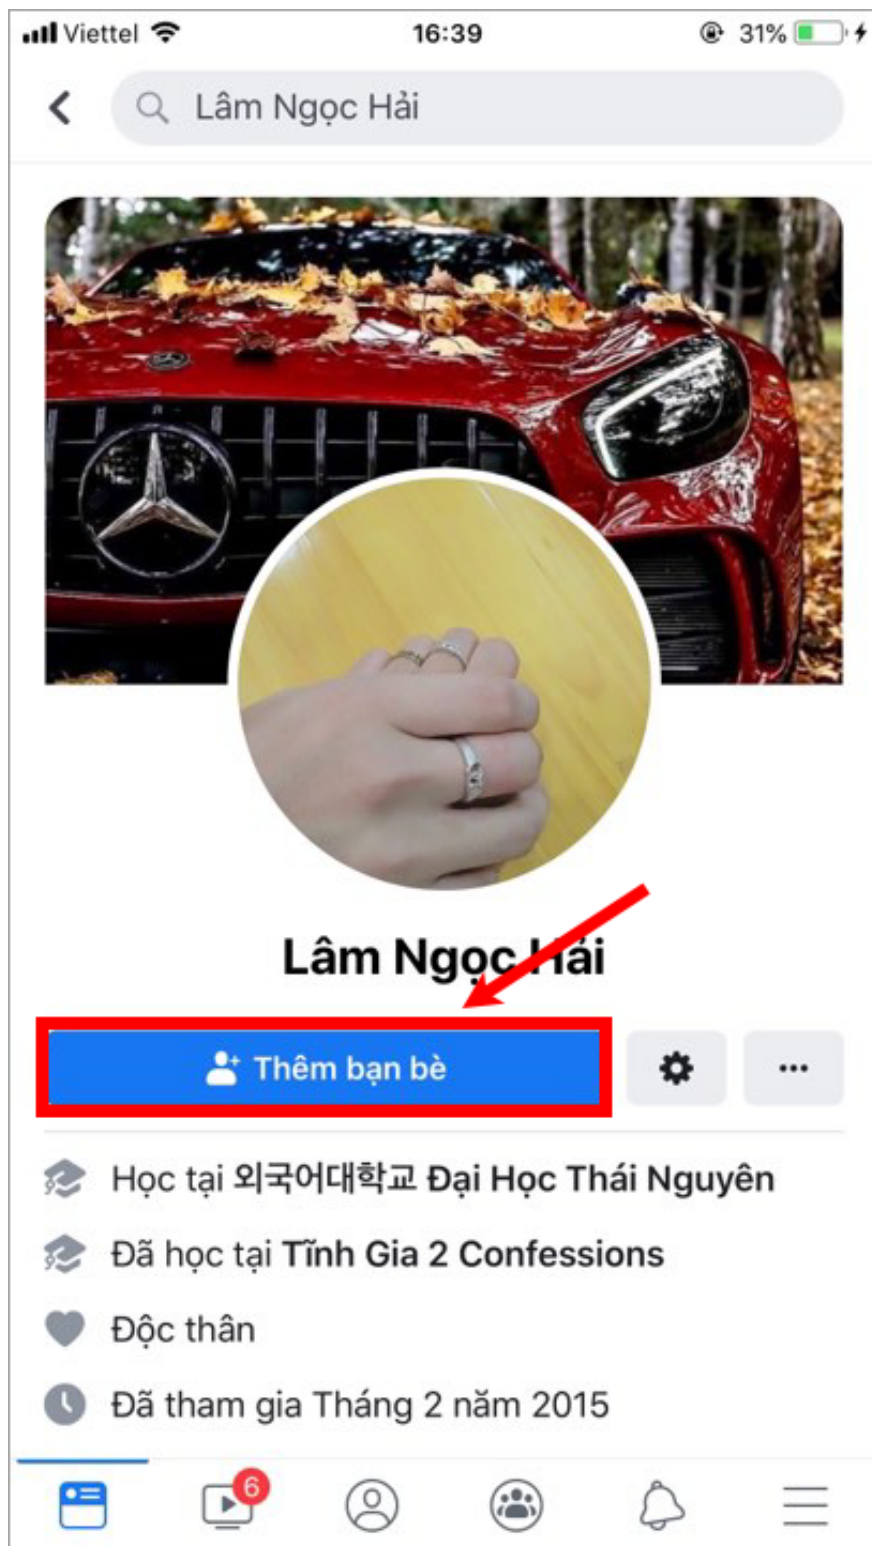 Viettel 16:39 31%
Lâm Ngọc Hải
Lâm Ngọc Hải
Thêm bạn bè
Học tại 외국어대학교 Đại Học Thái Nguyên
Đã học tại Tĩnh Gia 2 Confessions
Độc thân
Đã tham gia Tháng 2 năm 2015
6